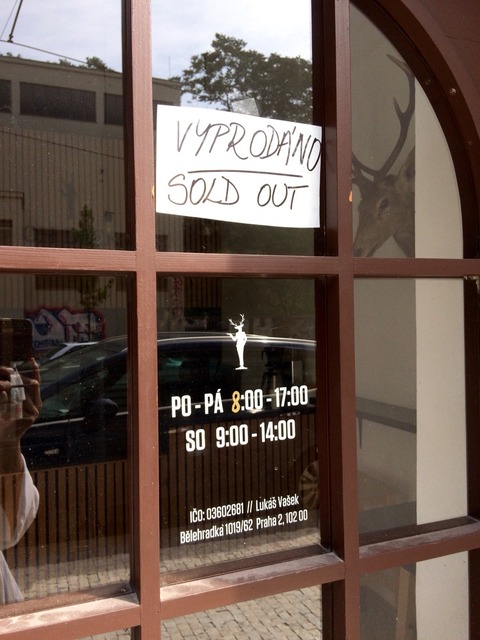 VYPRODÁNO
SOLD OUT
PO - PÁ 8:00 - 17:00
SO 9:00 - 14:00
IČO: 03602681 // Lukáš Vašek
Bělehradka 1019/62 Praha 2, 102 00